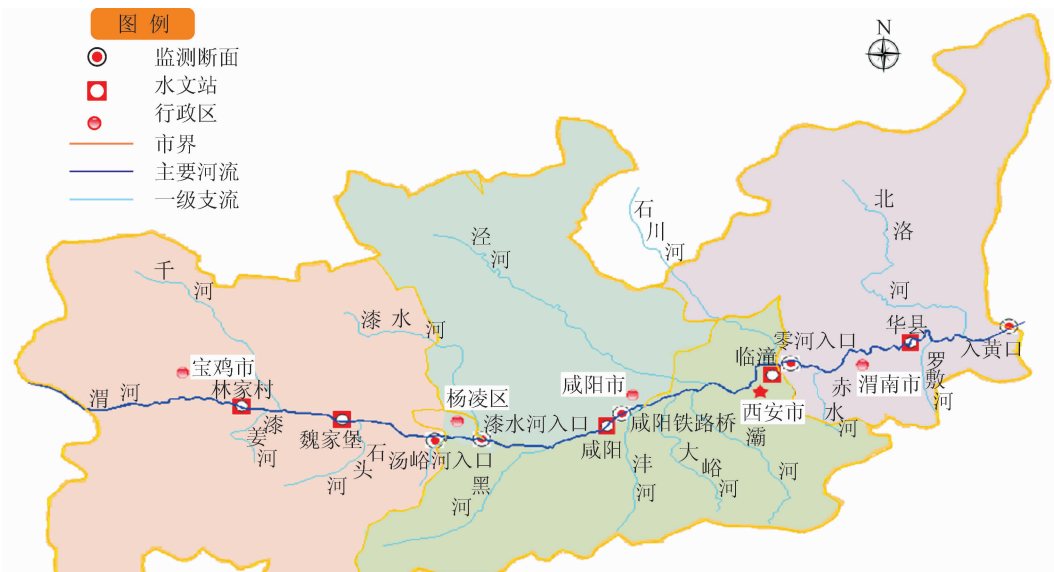 图 例
监测断面
水文站
行政区
市界
主要河流
一级支流
N
千河
漆水河
泾河
石川河
北洛河
宝鸡市
林家村
渭河
漆
姜河
魏家堡
石头河
杨凌区
汤峪河入口
漆水河入口
黑河
咸阳市
咸阳铁路桥
咸阳
沣河
大峪河
灞河
临潼
西安市
零河入口
赤水河
渭南市
华县
罗敷河
入黄口